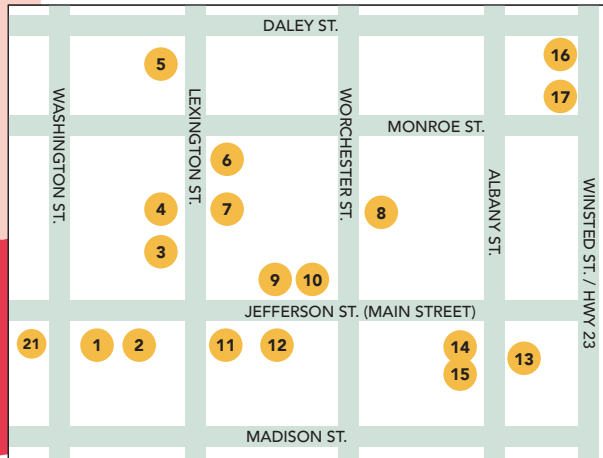 DALEY ST.
16
5
17
WASHINGTON ST.
LEXINGTON ST.
WORCHESTER ST.
MONROE ST.
ALBANY ST.
WINSTED ST. / HWY 23
6
4
7
8
3
9
10
JEFFERSON ST. (MAIN STREET)
21
1
2
11
12
14
13
15
MADISON ST.